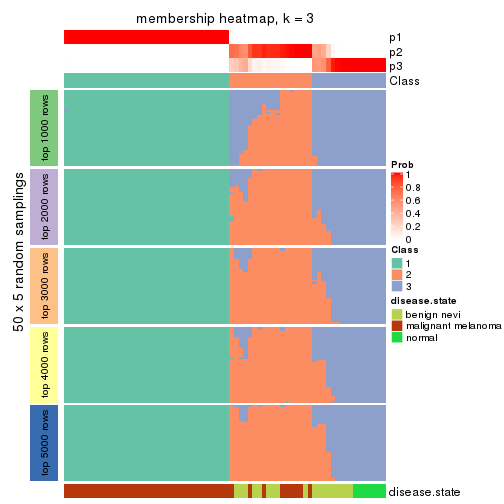 membership heatmap, k = 3
p1
p2
p3
Class
50 x 5 random samplings
top 1000 rows
top 2000 rows
top 3000 rows
top 4000 rows
top 5000 rows
Prob
1
0.8
0.6
0.4
0.2
0
Class
1
2
3
disease.state
benign nevi
malignant melanoma
normal
disease.state